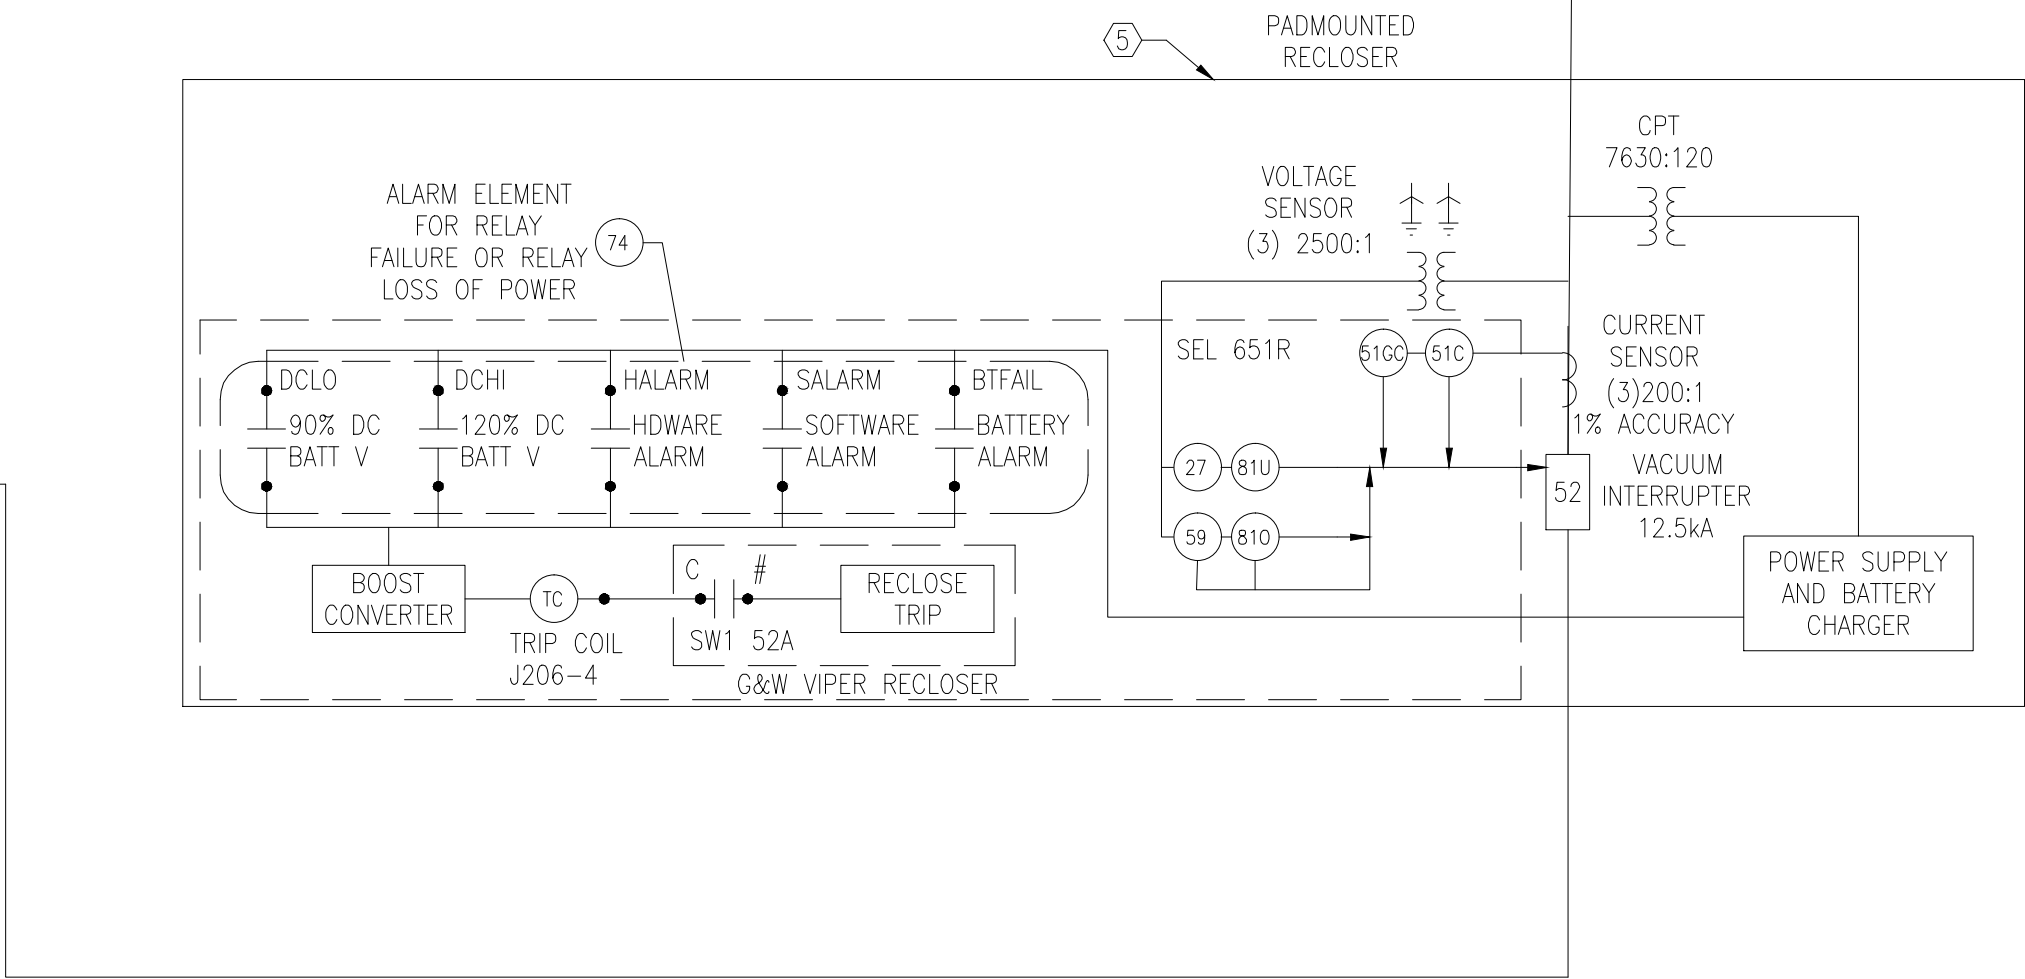 5
PADMOUNTED
RECLOSER
CPT
7630:120
VOLTAGE
SENSOR
(3) 2500:1
ALARM ELEMENT
FOR RELAY
FAILURE OR RELAY
LOSS OF POWER
74
SEL 651R
51GC
51C
CURRENT
SENSOR
(3)200:1
1% ACCURACY
DCLO
90% DC
BATT V
DCHI
120% DC
BATT V
HALARM
HDWARE
ALARM
SALARM
SOFTWARE
ALARM
BTFAIL
BATTERY
ALARM
27
81U
59
81O
52
VACUUM
INTERRUPTER
12.5kA
POWER SUPPLY
AND BATTERY
CHARGER
BOOST
CONVERTER
TC
TRIP COIL
J206-4
C
#
SW1 52A
RECLOSE
TRIP
G&W VIPER RECLOSER